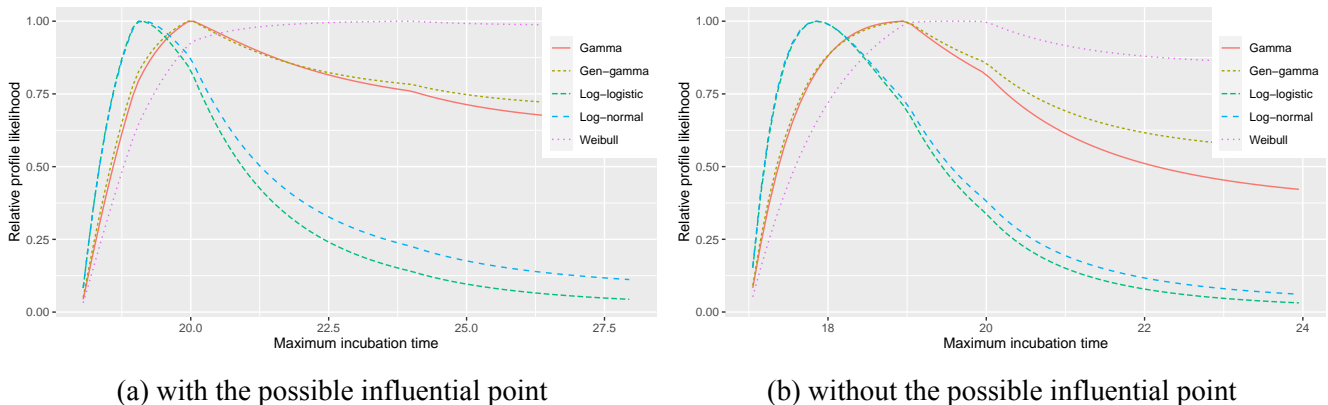 1.00
0.75
0.50
0.25
0.00
Relative profile likelihood
20.0 22.5 25.0 27.5
Maximum incubation time
Gamma
Gen−gamma
Log−logistic
Log−normal
Weibull
(a) with the possible influential point
1.00
0.75
0.50
0.25
0.00
Relative profile likelihood
18 20 22 24
Maximum incubation time
Gamma
Gen−gamma
Log−logistic
Log−normal
Weibull
(b) without the possible influential point